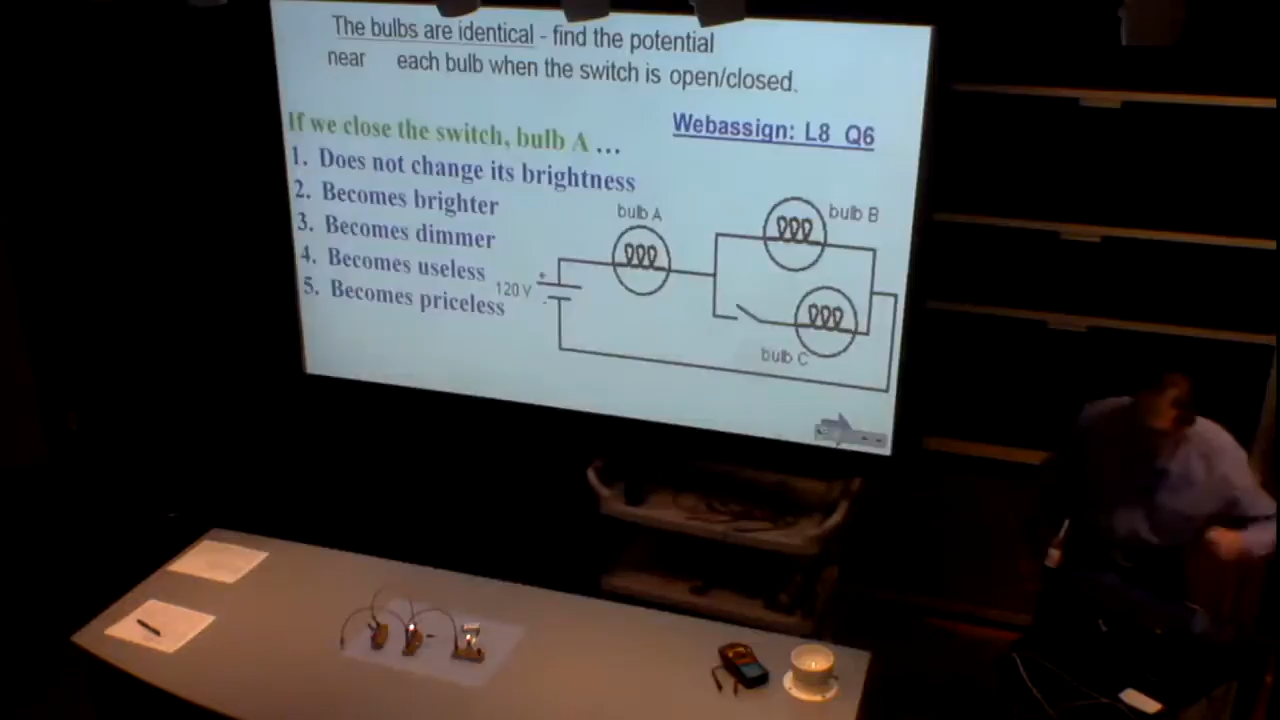 The bulbs are identical - find the potential
near each bulb when the switch is open/closed.
Webassign: L8 Q6
If we close the switch, bulb A ...
1. Does not change its brightness
2. Becomes brighter
3. Becomes dimmer
4. Becomes useless
5. Becomes priceless
bulb A
bulb B
+
120 V
-
bulb C